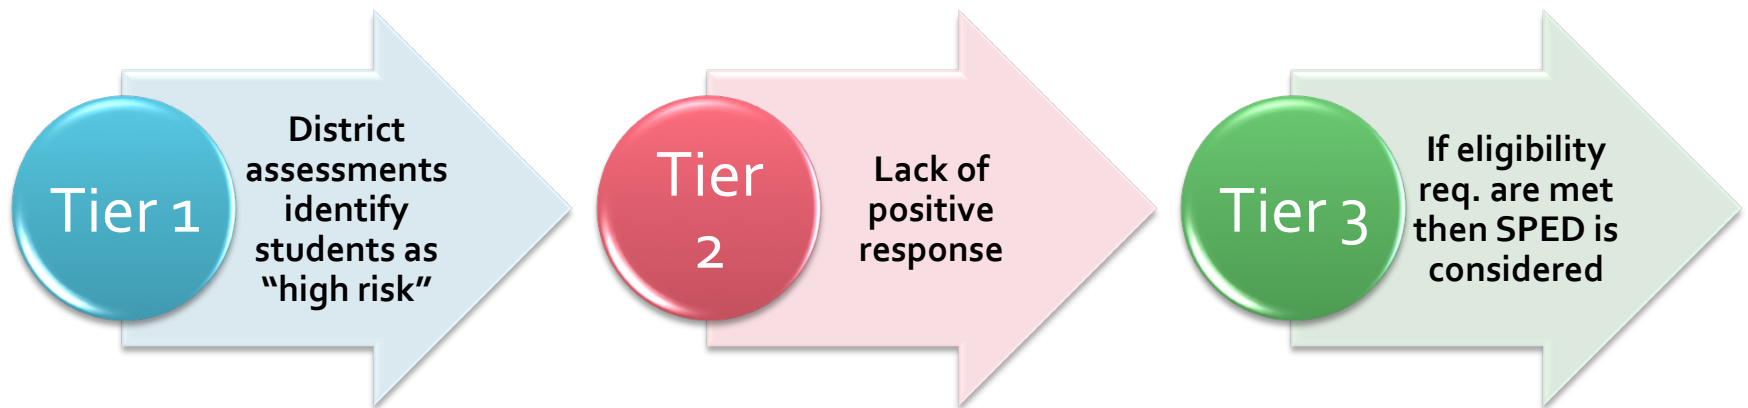 Tier 1
District
assessments
identify
students as
“high risk”
Tier
2
Lack of
positive
response
Tier 3
If eligibility
req. are met
then SPED is
considered